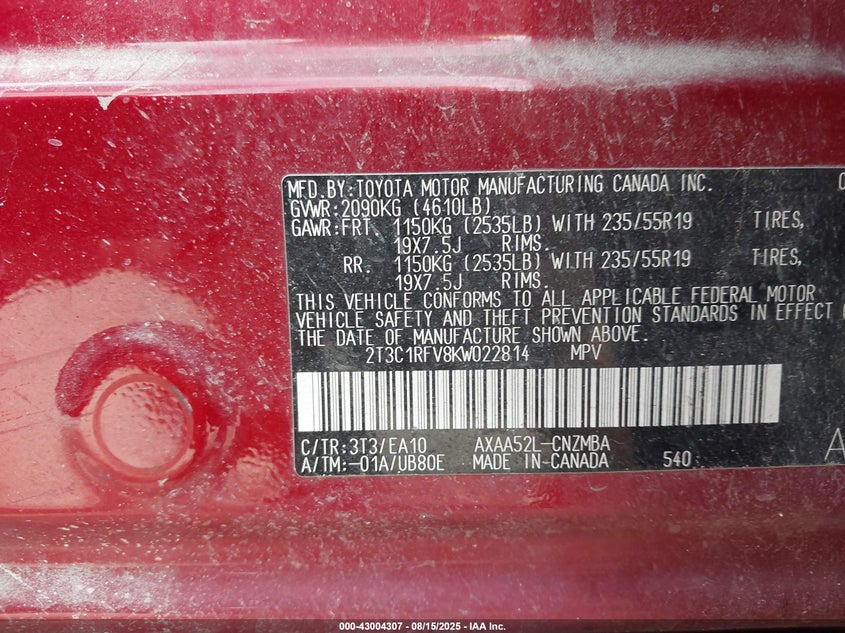 MFD.BY:TOYOTA MOTOR MANUFACTURING CANADA INC.
GVWR:2090KG (4610LB)
GAWR:FRT. 1150KG (2535LB) WITH 235/55R19 TIRES,
19X7.5J RIMS.
RR. 1150KG (2535LB) WITH 235/55R19 TIRES,
19X7.5J RIMS.
THIS VEHICLE CONFORMS TO ALL APPLICABLE FEDERAL MOTOR
VEHICLE SAFETY AND THEFT PREVENTION STANDARDS IN EFFECT
THE DATE OF MANUFACTURE SHOWN ABOVE.
2T3C1RFV8KW022814 MPV
C/TR:3T3/EA10 AXAA52L-CNZMBA
A/TM:-01A/UB80E MADE IN CANADA 540
000-43004307 - 08/15/2025 - IAA Inc.